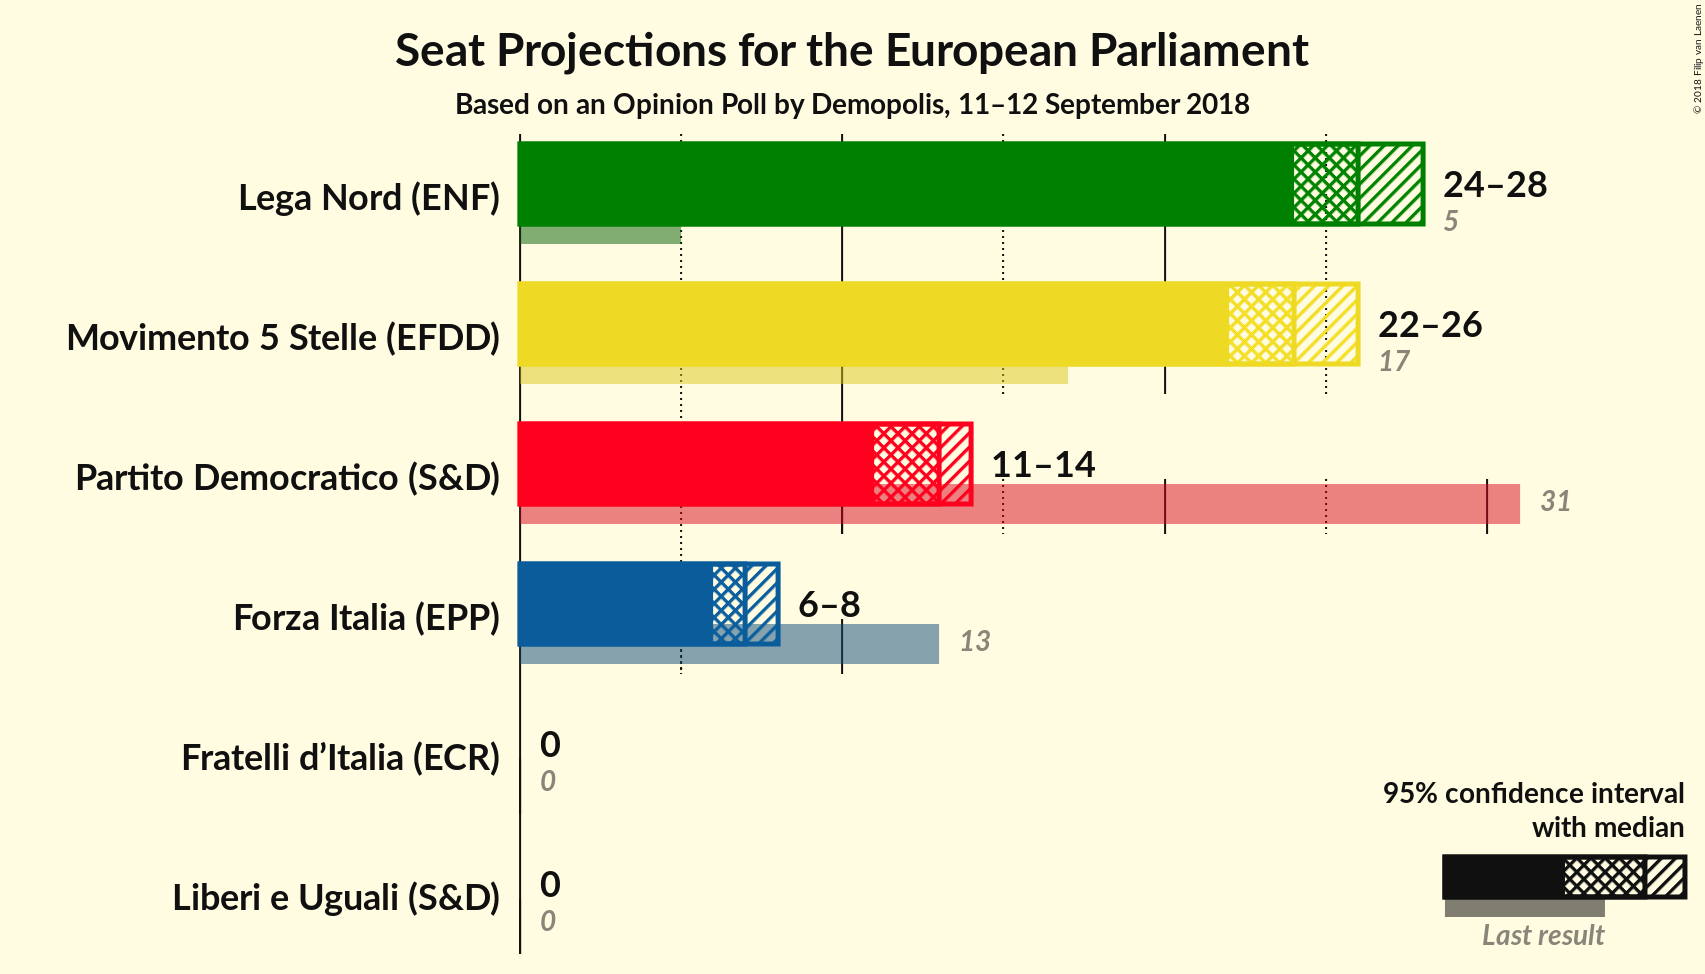 Seat Projections for the European Parliament
Based on an Opinion Poll by Demopolis, 11–12 September 2018
© 2018 Filip van Laenen
Lega Nord (ENF)
24–28
5
Movimento 5 Stelle (EFDD)
22–26
17
Partito Democratico (S&D)
11–14
31
Forza Italia (EPP)
6–8
13
Fratelli d’Italia (ECR)
0
0
Liberi e Uguali (S&D)
0
0
95% confidence interval
with median
Last result